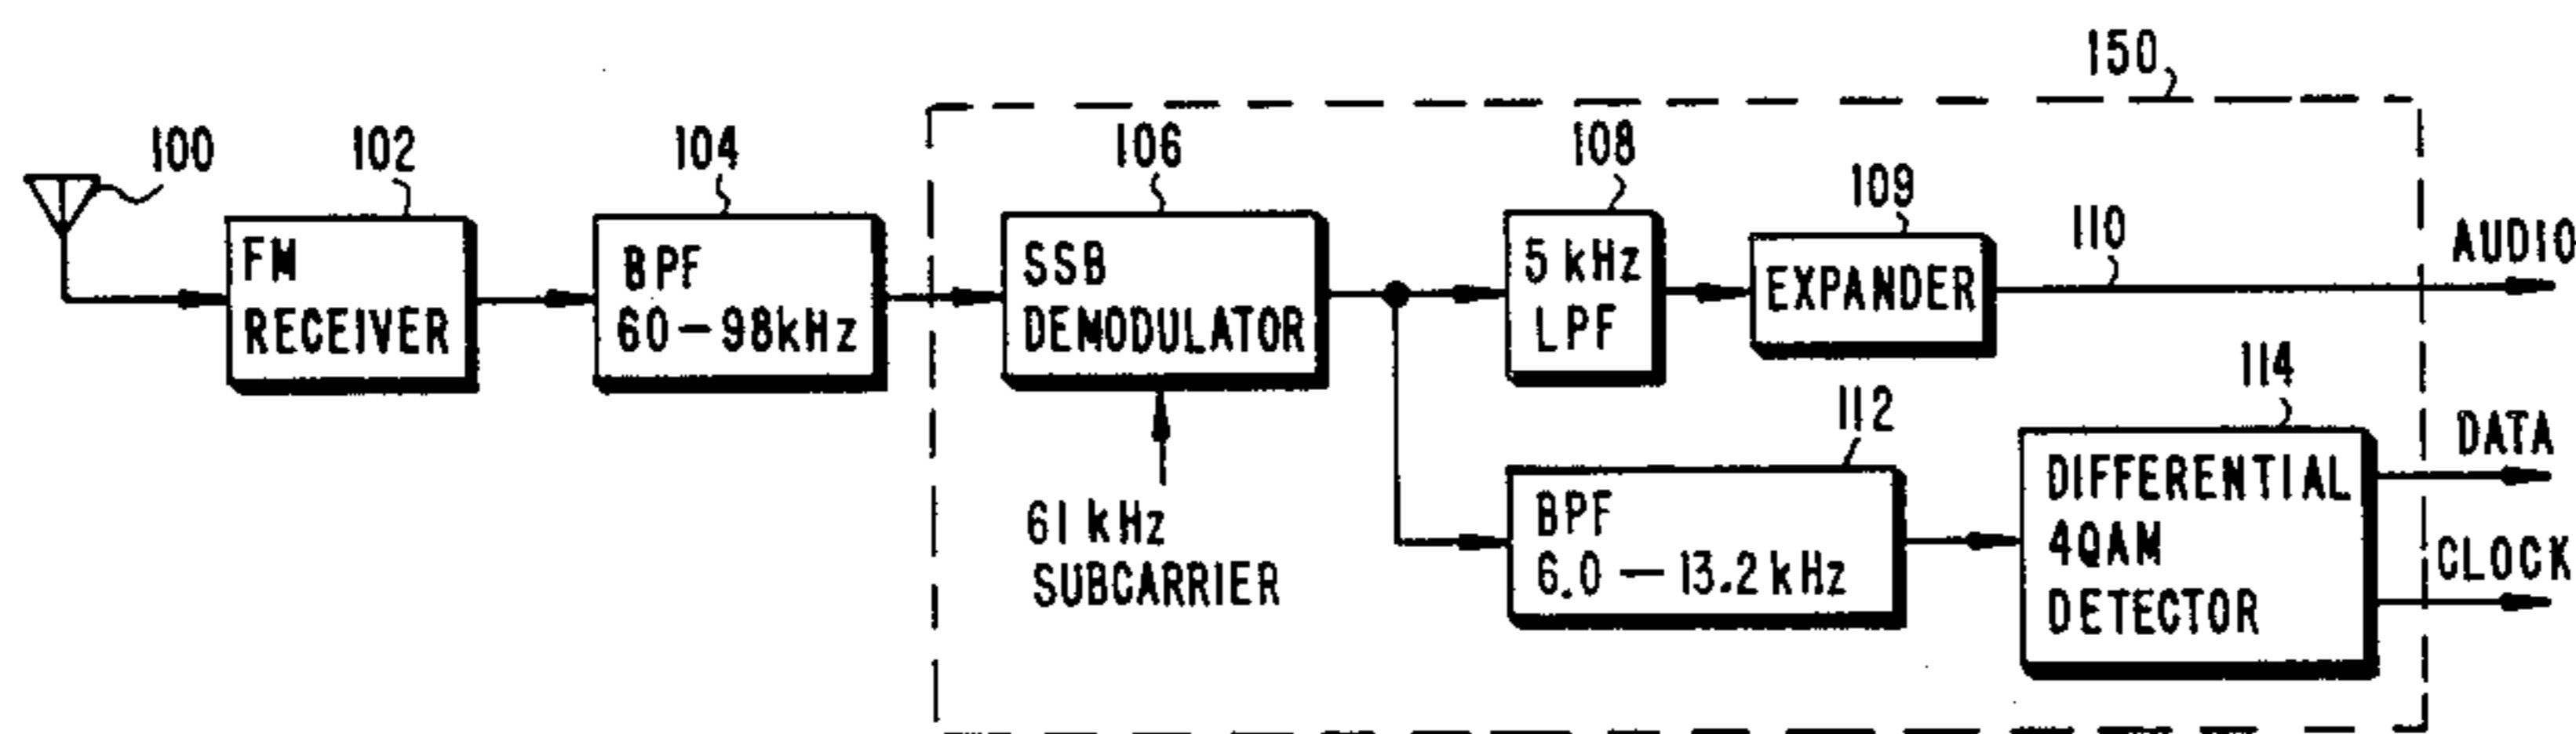 150
100
102
104
106
108
109
110
FM
RECEIVER
BPF
60-98kHz
SSB
DEMODULATOR
5 kHz
LPF
EXPANDER
AUDIO
61 kHz
SUBCARRIER
112
BPF
6.0 — 13.2 kHz
114
DIFFERENTIAL
4QAM
DETECTOR
DATA
CLOCK